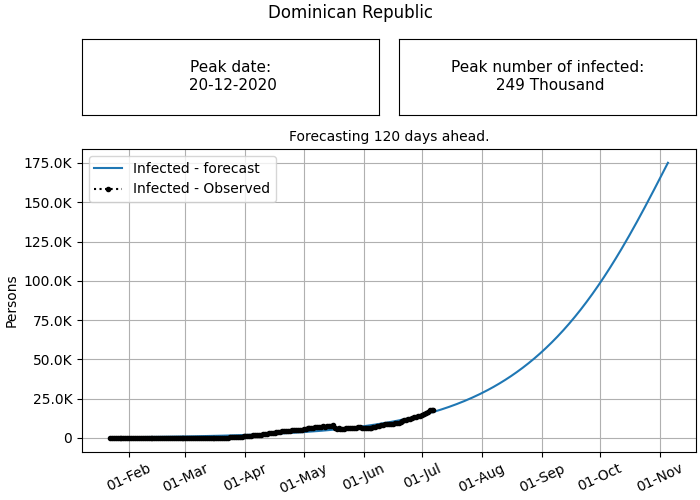 Dominican Republic
Peak date:
20-12-2020
Peak number of infected:
249 Thousand
Forecasting 120 days ahead.
Infected - forecast
Infected - Observed
175.0K
150.0K
125.0K
100.0K
75.0K
50.0K
25.0K
0
Persons
01-Feb
01-Mar
01-Apr
01-May
01-Jun
01-Jul
01-Aug
01-Sep
01-Oct
01-Nov